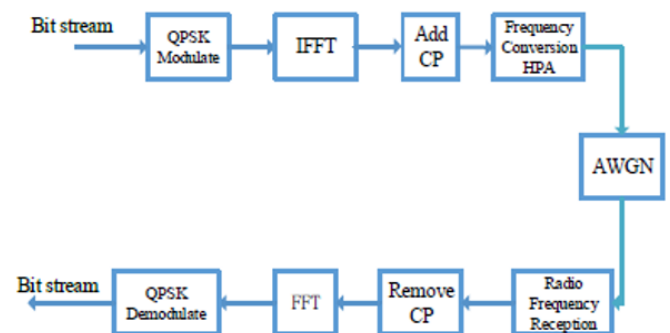 Bit stream
QPSK
Modulate
IFFT
Add
CP
Frequency
Conversion
HPA
AWGN
Bit stream
QPSK
Demodulate
FFT
Remove
CP
Radio
Frequency
Reception